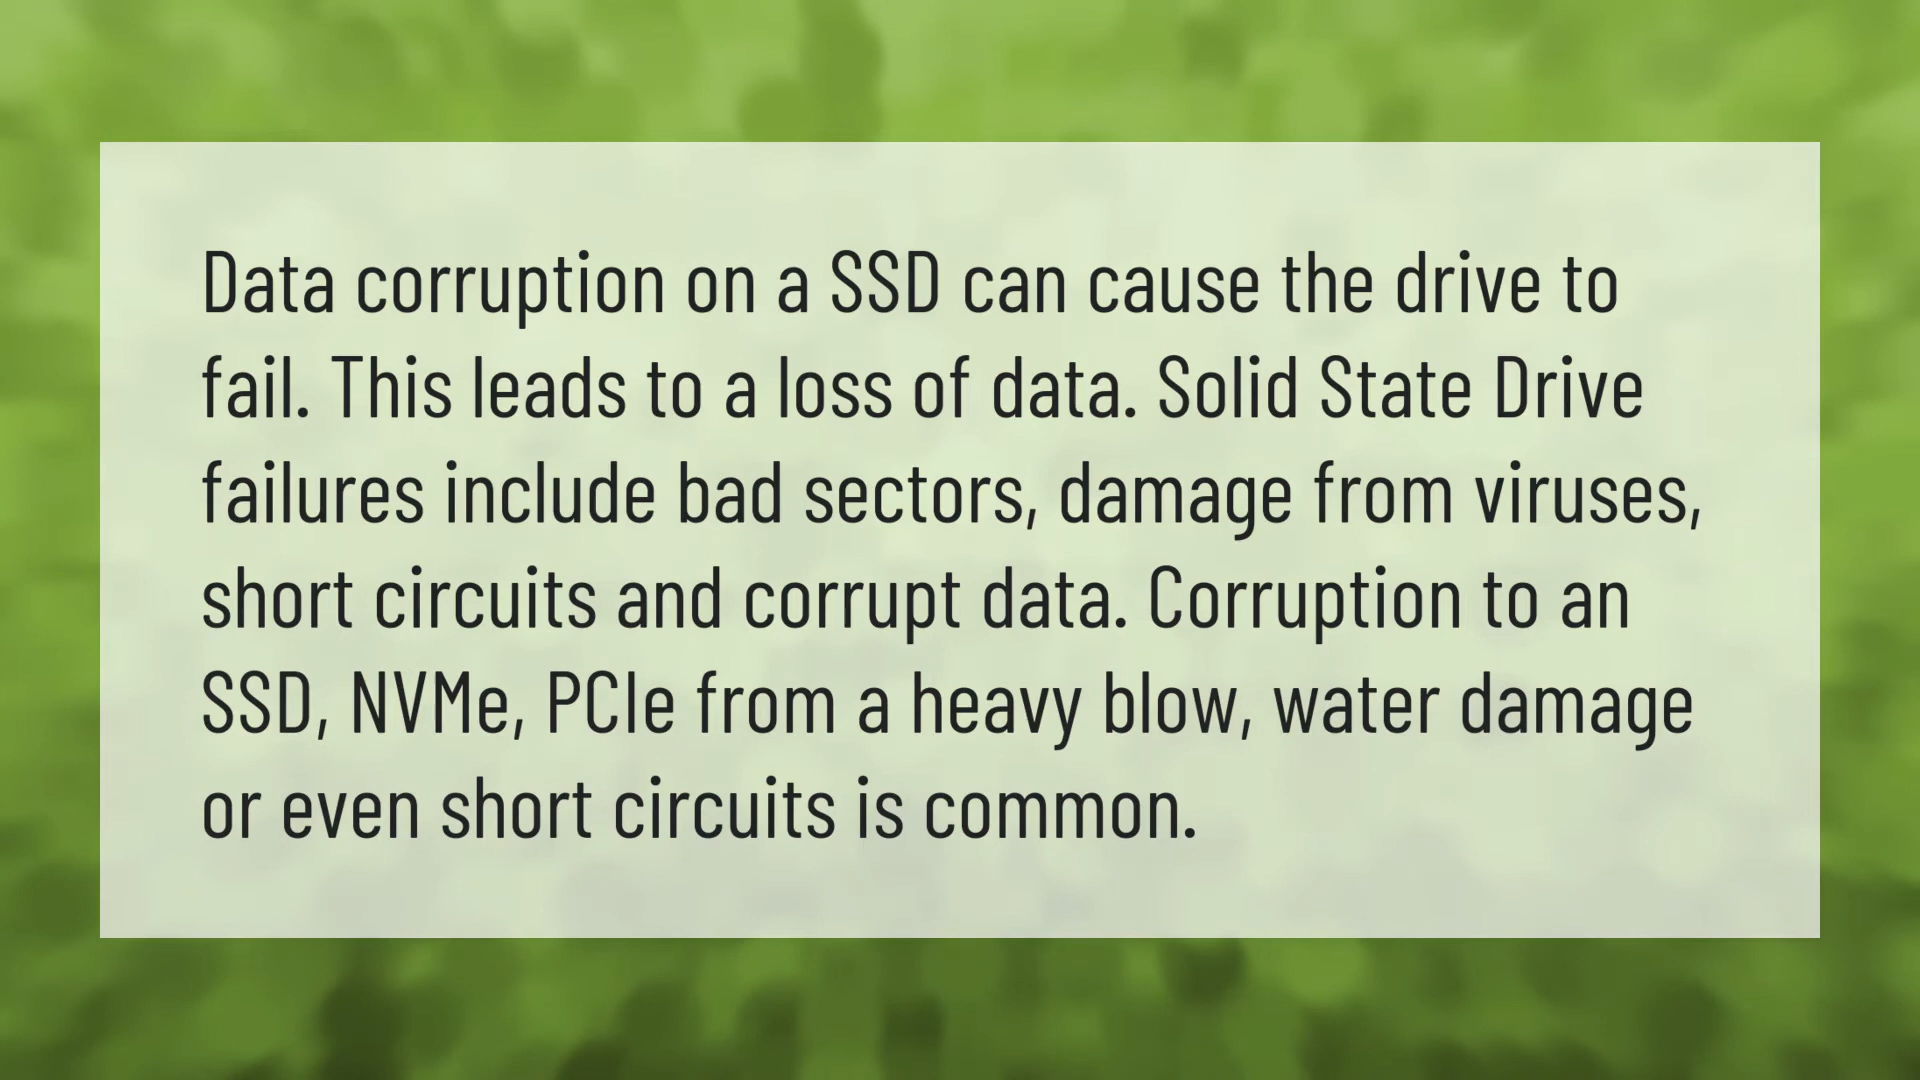 Data corruption on a SSD can cause the drive to
fail. This leads to a loss of data. Solid State Drive
failures include bad sectors, damage from viruses,
short circuits and corrupt data. Corruption to an
SSD, NVMe, PCIe from a heavy blow, water damage
or even short circuits is common.